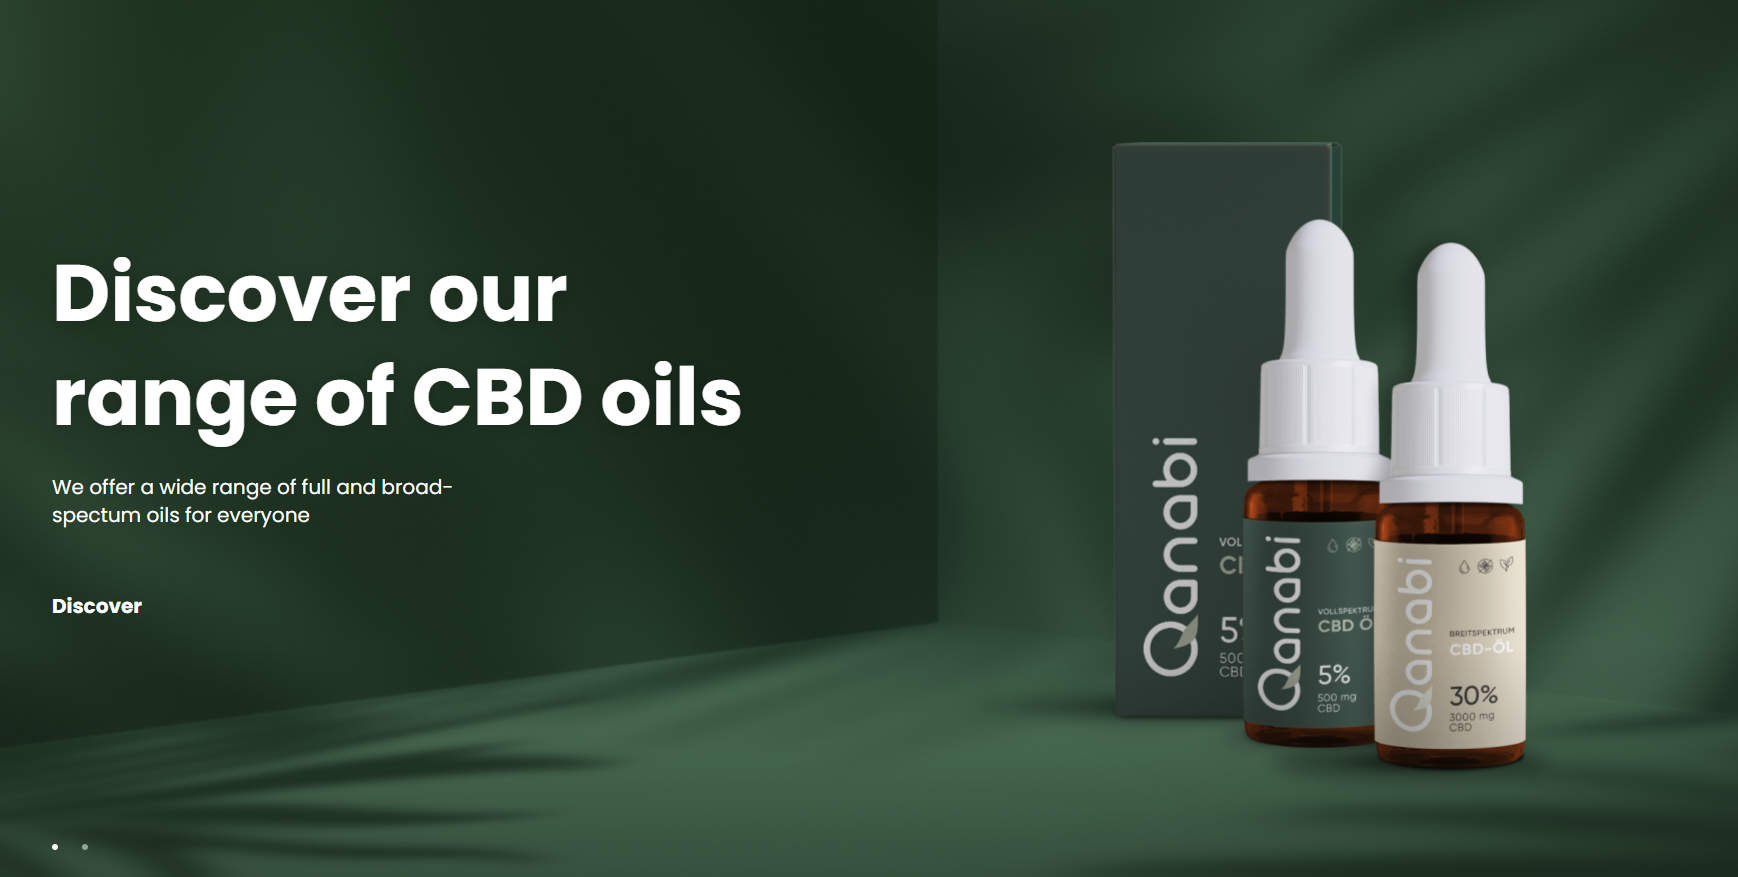 Discover our
range of CBD oils
We offer a wide range of full and broad-
spectum oils for everyone
Discover
Qanabi
5%
Qanabi
CBD
5%
500 mg
CBD
Qanabi
BREITSPEKTRUM
CBD-ÖL
30%
3000 mg
CBD